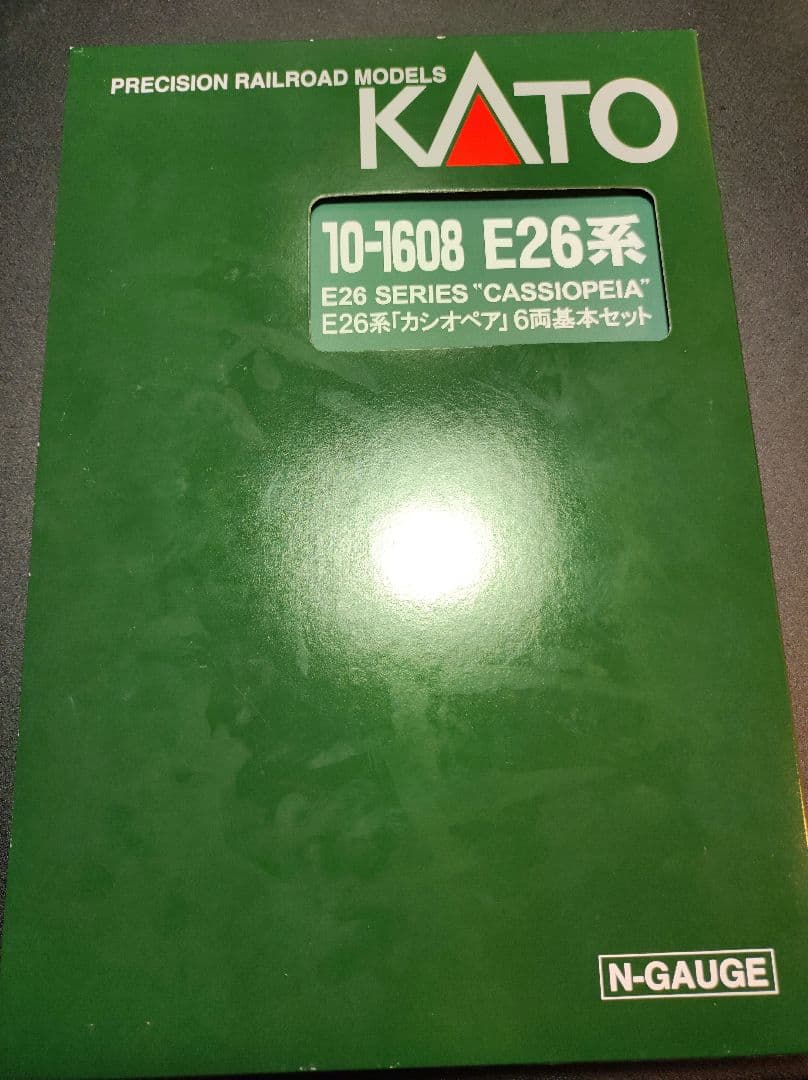 PRECISION RAILROAD MODELS
KATO
10-1608 E26系
E26 SERIES "CASSIOPEIA"
E26系「カシオペア」6両基本セット
N-GAUGE